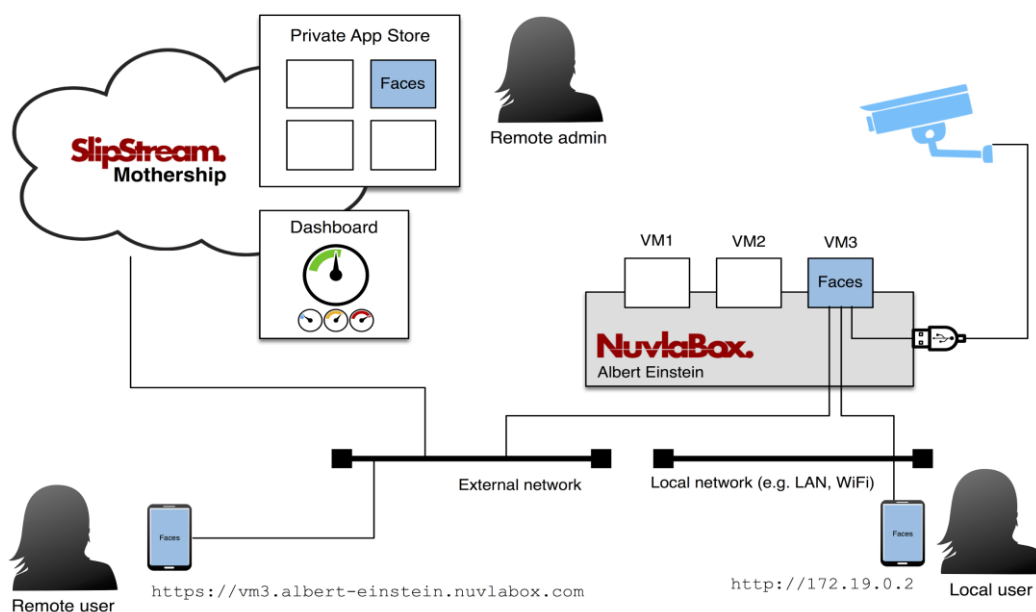 Private App Store
Faces
Remote admin
SlipStream.
Mothership
Dashboard
VM1
VM2
VM3
Faces
NuvlaBox.
Albert Einstein
External network
Local network (e.g. LAN, WiFi)
Faces
Faces
https://vm3.albert-einstein.nuvlabox.com
http://172.19.0.2
Remote user
Local user